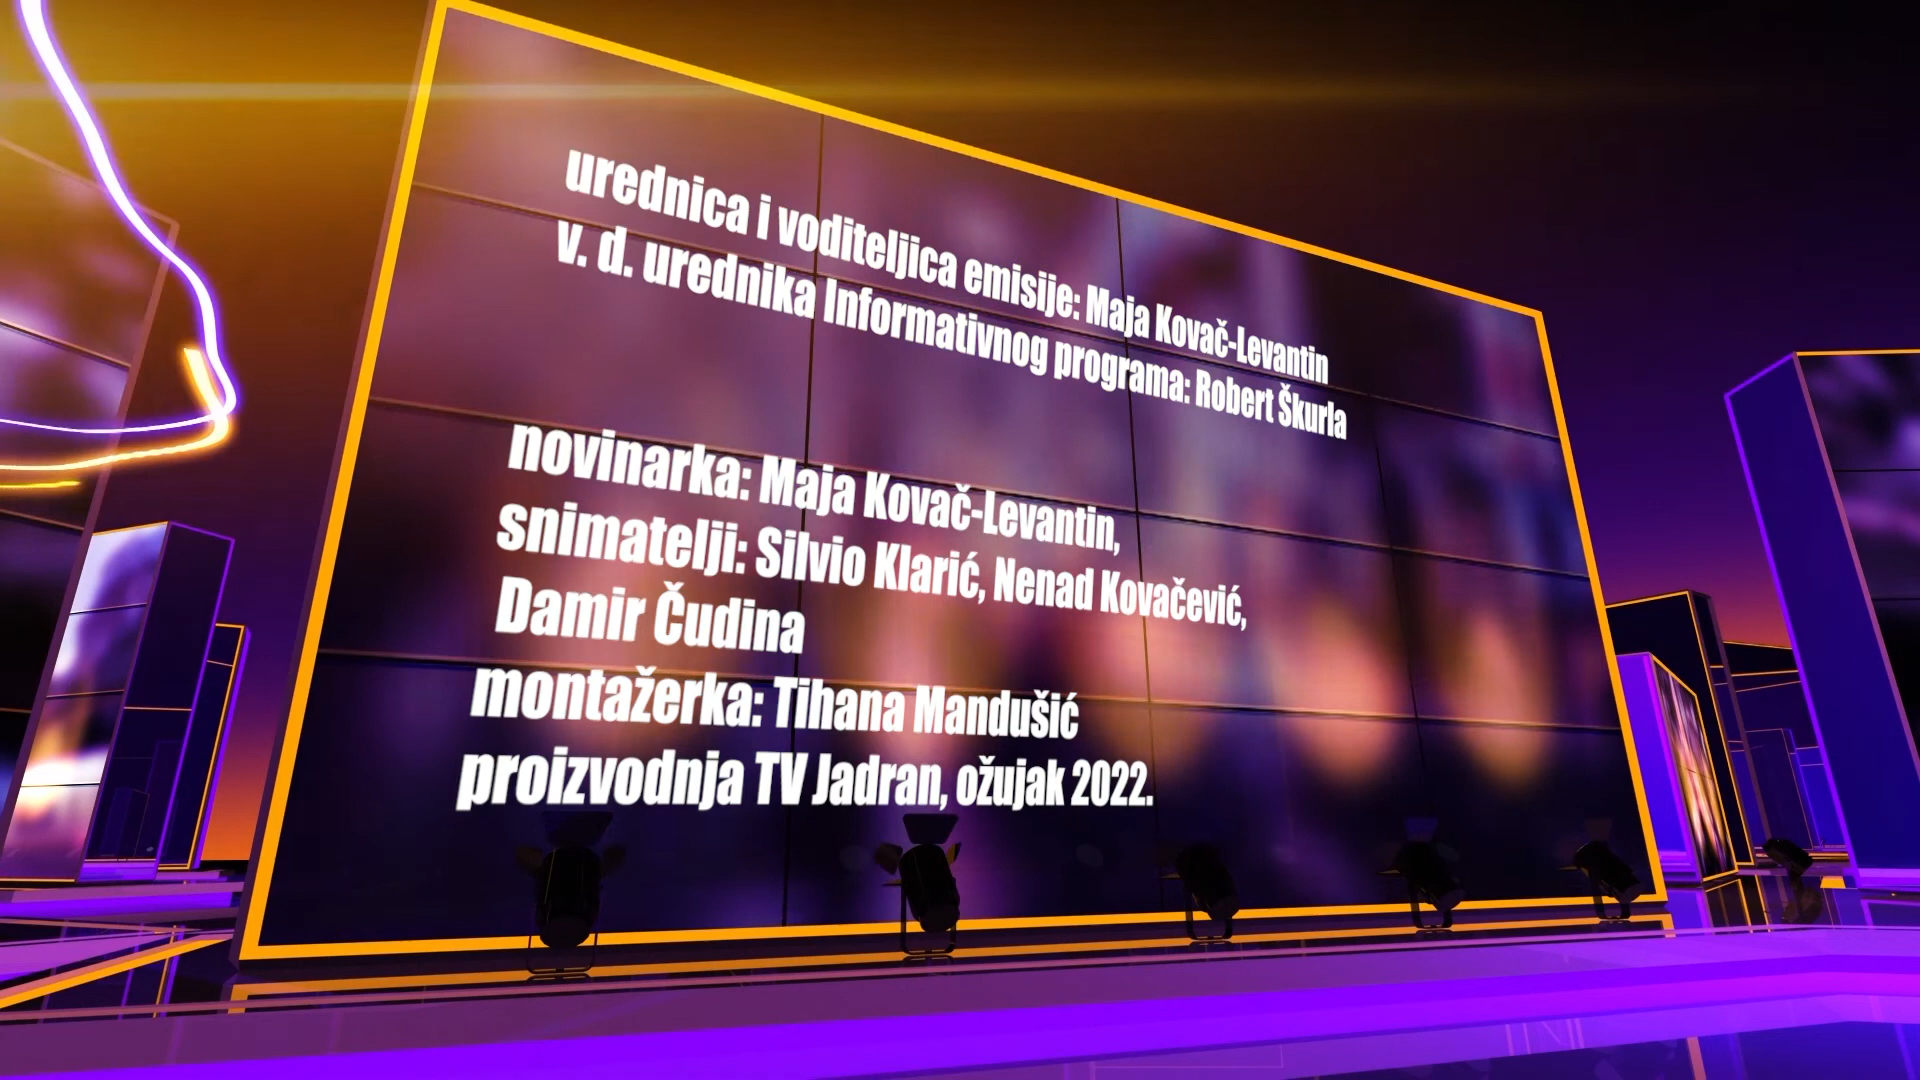 urednica i voditeljica emisije: Maja Kovač-Levantin
v. d. urednika Informativnog programa: Robert Škurla
novinarka: Maja Kovač-Levantin,
snimatelji: Silvio Klarić, Nenad Kovačević,
Damir Čudina
montažerka: Tihana Mandušić
proizvodnja TV Jadran, ožujak 2022.